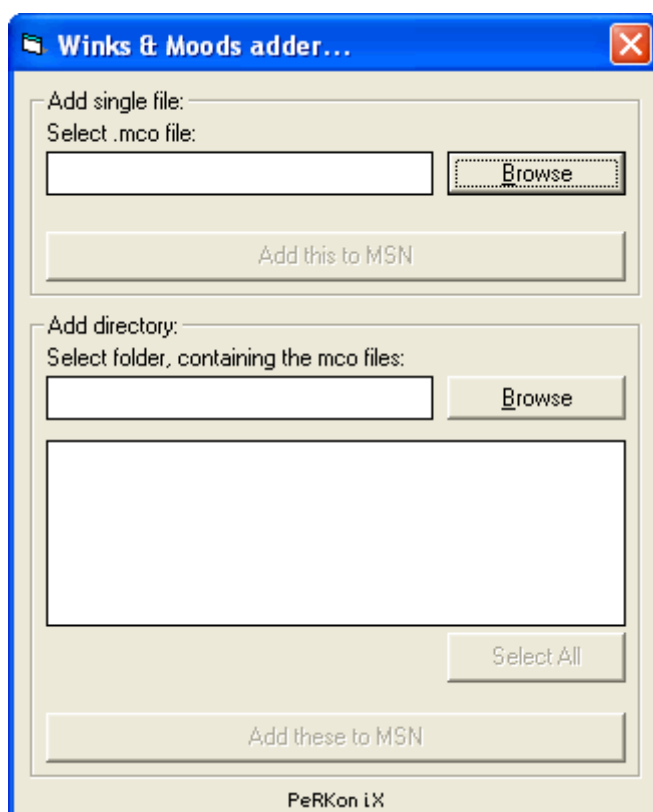 Winks & Moods adder...
Add single file:
Select .mco file:
Browse
Add this to MSN
Add directory:
Select folder, containing the mco files:
Browse
Select All
Add these to MSN
PeRKon iX